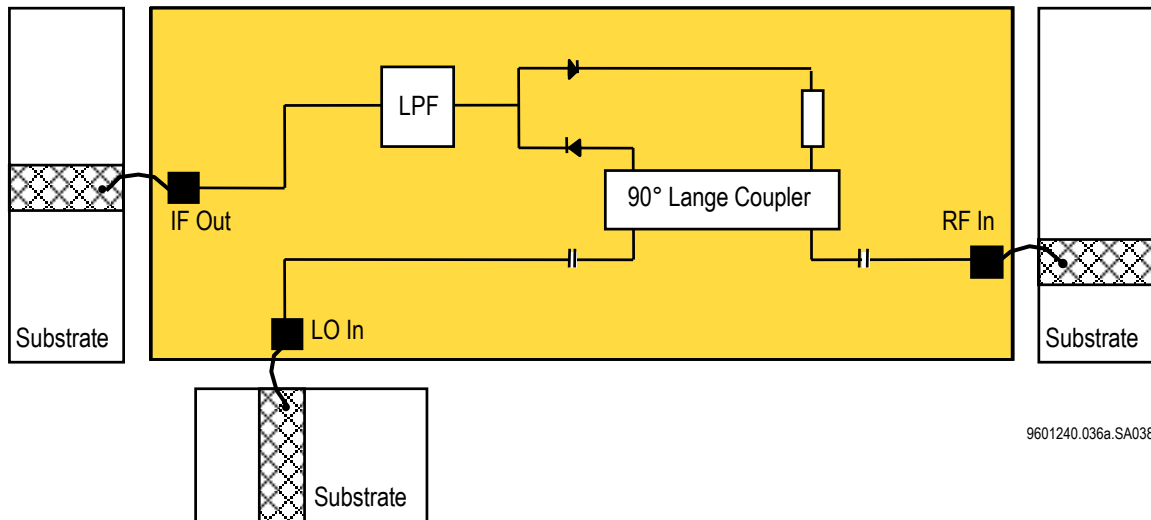 LPF
90° Lange Coupler
IF Out
RF In
LO In
Substrate
Substrate
Substrate
9601240.036a.SA038